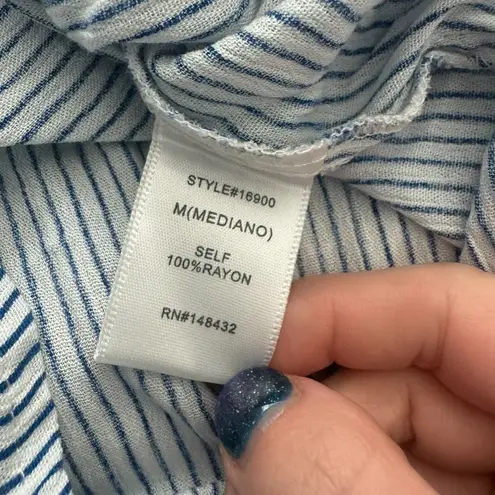 STYLE#16900
M(MEDIANO)
SELF
100%RAYON
RN#148432